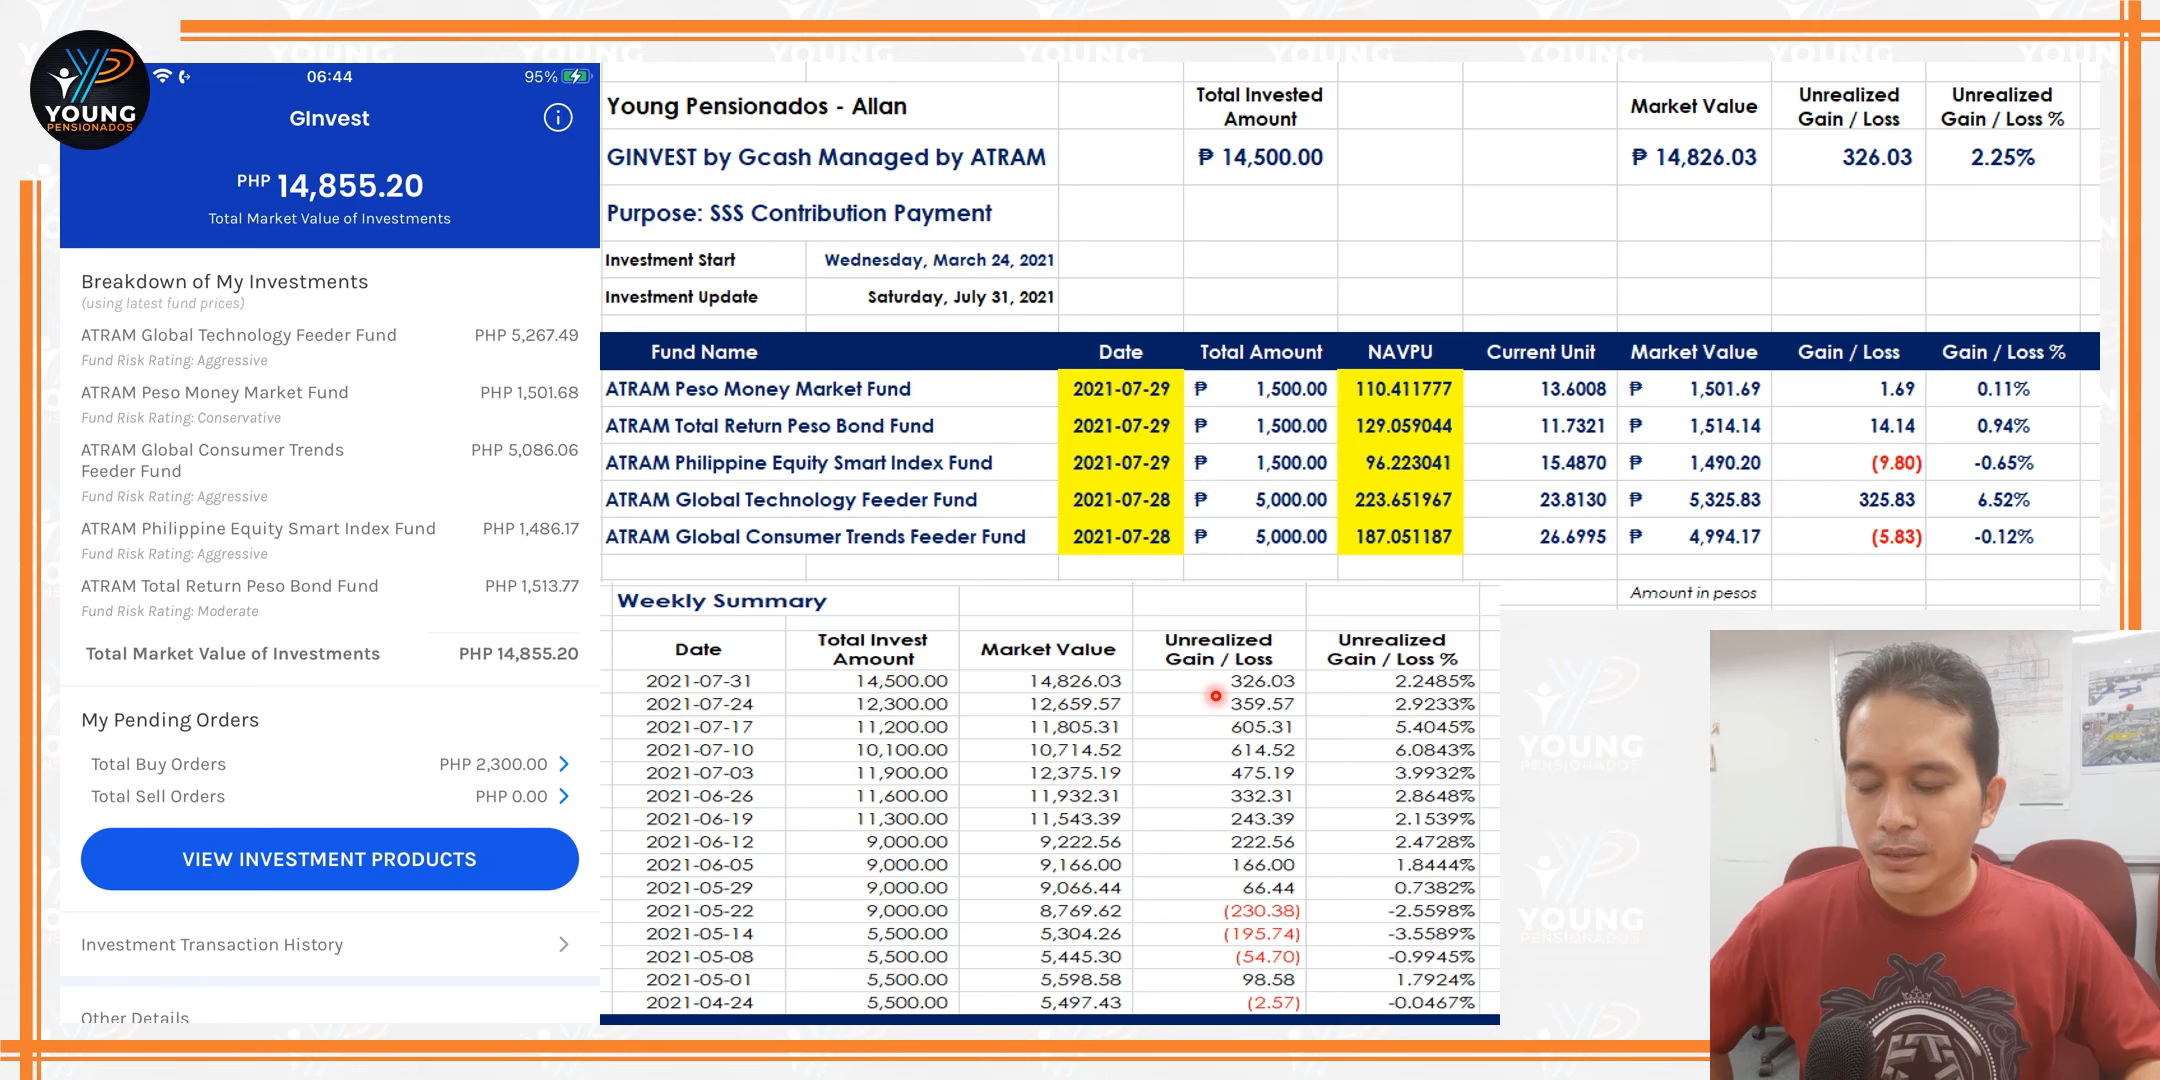 YOUNG
PENSIONADOS
06:44
95%
GInvest
PHP 14,855.20
Total Market Value of Investments
Breakdown of My Investments
(using latest fund prices)
ATRAM Global Technology Feeder Fund PHP 5,267.49
Fund Risk Rating: Aggressive
ATRAM Peso Money Market Fund PHP 1,501.68
Fund Risk Rating: Conservative
ATRAM Global Consumer Trends PHP 5,086.06
Feeder Fund
Fund Risk Rating: Aggressive
ATRAM Philippine Equity Smart Index Fund PHP 1,486.17
Fund Risk Rating: Aggressive
ATRAM Total Return Peso Bond Fund PHP 1,513.77
Fund Risk Rating: Moderate
Total Market Value of Investments PHP 14,855.20
My Pending Orders
Total Buy Orders PHP 2,300.00
Total Sell Orders PHP 0.00
VIEW INVESTMENT PRODUCTS
Investment Transaction History
Other Details
Young Pensionados - Allan Total Invested Amount Market Value Unrealized Gain / Loss Unrealized Gain / Loss %
GINVEST by Gcash Managed by ATRAM ₱ 14,500.00 ₱ 14,826.03 326.03 2.25%
Purpose: SSS Contribution Payment
Investment Start Wednesday, March 24, 2021
Investment Update Saturday, July 31, 2021
Fund Name Date Total Amount NAVPU Current Unit Market Value Gain / Loss Gain / Loss %
ATRAM Peso Money Market Fund 2021-07-29 ₱ 1,500.00 110.411777 13.6008 ₱ 1,501.69 1.69 0.11%
ATRAM Total Return Peso Bond Fund 2021-07-29 ₱ 1,500.00 129.059044 11.7321 ₱ 1,514.14 14.14 0.94%
ATRAM Philippine Equity Smart Index Fund 2021-07-29 ₱ 1,500.00 96.223041 15.4870 ₱ 1,490.20 (9.80) -0.65%
ATRAM Global Technology Feeder Fund 2021-07-28 ₱ 5,000.00 223.651967 23.8130 ₱ 5,325.83 325.83 6.52%
ATRAM Global Consumer Trends Feeder Fund 2021-07-28 ₱ 5,000.00 187.051187 26.6995 ₱ 4,994.17 (5.83) -0.12%
Amount in pesos
Weekly Summary
Date Total Invest Amount Market Value Unrealized Gain / Loss Unrealized Gain / Loss %
2021-07-31 14,500.00 14,826.03 326.03 2.2485%
2021-07-24 12,300.00 12,659.57 359.57 2.9233%
2021-07-17 11,200.00 11,805.31 605.31 5.4045%
2021-07-10 10,100.00 10,714.52 614.52 6.0843%
2021-07-03 11,900.00 12,375.19 475.19 3.9932%
2021-06-26 11,600.00 11,932.31 332.31 2.8648%
2021-06-19 11,300.00 11,543.39 243.39 2.1539%
2021-06-12 9,000.00 9,222.56 222.56 2.4728%
2021-06-05 9,000.00 9,166.00 166.00 1.8444%
2021-05-29 9,000.00 9,066.44 66.44 0.7382%
2021-05-22 9,000.00 8,769.62 (230.38) -2.5598%
2021-05-14 5,500.00 5,304.26 (195.74) -3.5589%
2021-05-08 5,500.00 5,445.30 (54.70) -0.9945%
2021-05-01 5,500.00 5,598.58 98.58 1.7924%
2021-04-24 5,500.00 5,497.43 (2.57) -0.0467%
YOUNG
PENSIONADOS
YOUNG
PENSIONADOS